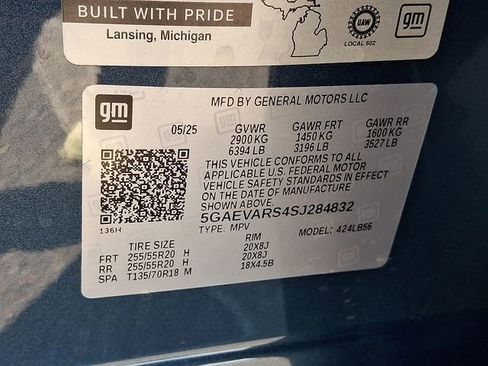 BUILT WITH PRIDE
Lansing, Michigan
UAW
LOCAL 602
gm
gm
MFD BY GENERAL MOTORS LLC
05/25 GVWR GAWR FRT GAWR RR
2900 KG 1450 KG 1600 KG
6394 LB 3196 LB 3527 LB
THIS VEHICLE CONFORMS TO ALL
APPLICABLE U.S. FEDERAL MOTOR
VEHICLE SAFETY STANDARDS IN EFFECT
ON THE DATE OF MANUFACTURE
SHOWN ABOVE.
5GAEVARS4SJ284832
136H
TYPE: MPV MODEL: 424LB56
TIRE SIZE RIM
FRT 255/55R20 H 20X8J
RR 255/55R20 H 20X8J
SPA T135/70R18 M 18X4.5B